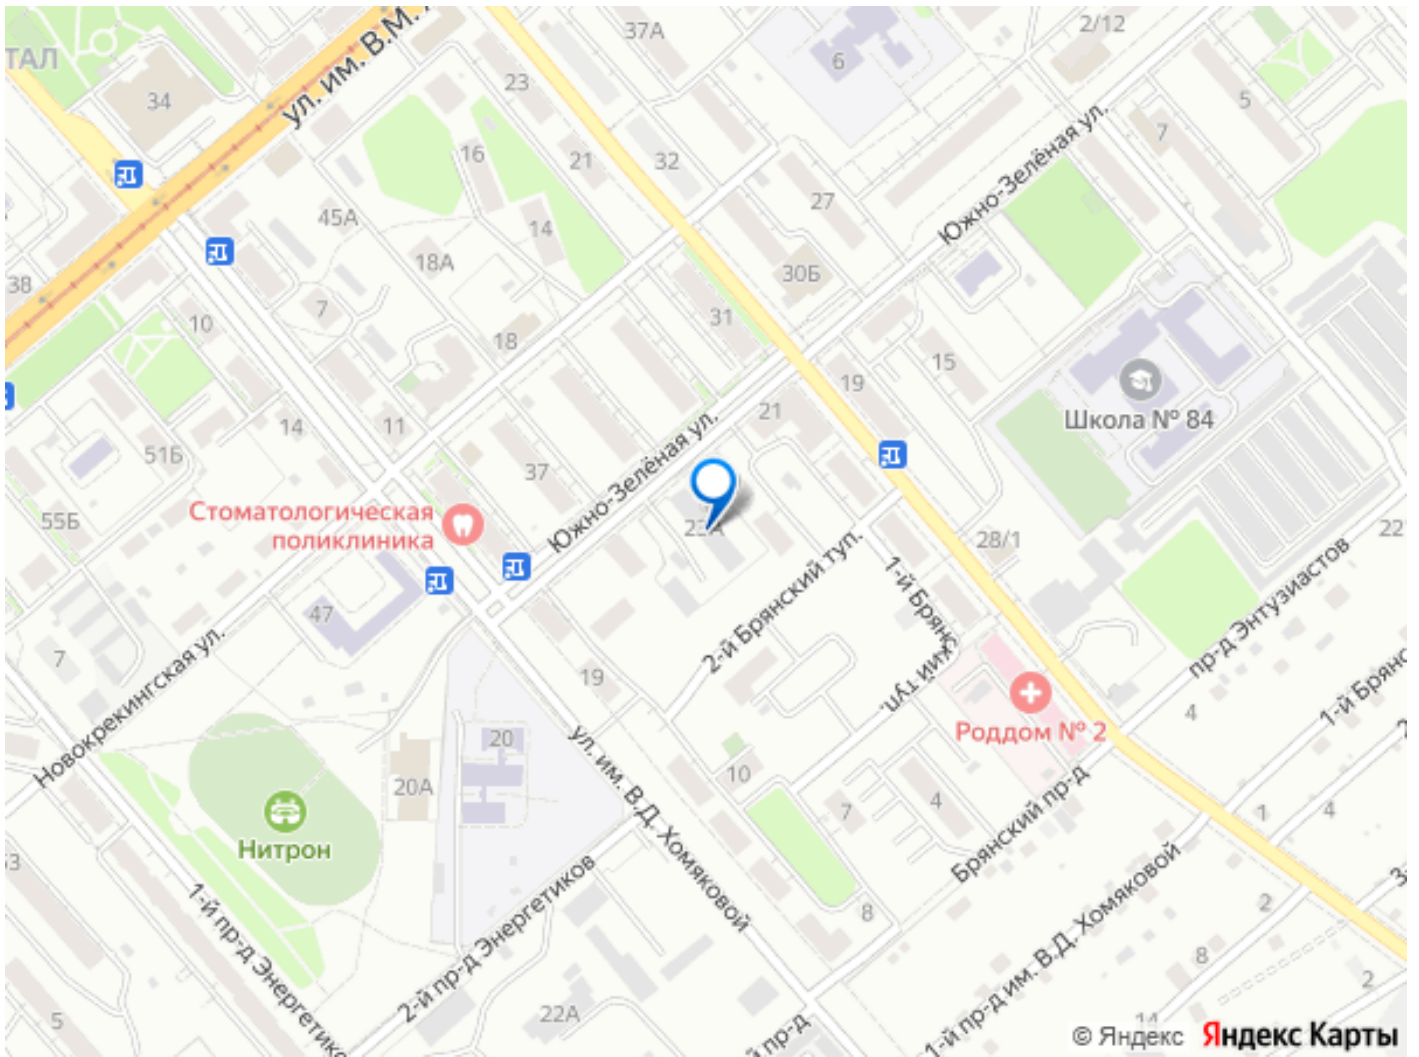 37А
2/12
ТАЛ
ул. им. В.М.
6
23
34
5
7
16
21
32
27
Южно-Зелёная ул.
45А
14
18А
30Б
38
7
10
31
18
15
19
Школа № 84
21
14
11
51Б
37
Южно-Зелёная ул.
55Б
Стоматологическая
поликлиника
28/1
22
2-й Брянский туп.
1-й Брянский туп.
47
7
Новокрекингская ул.
19
пр-д Энтузиастов
Роддом № 2
4
1-й Брянс
20
20А
ул. им. В.Д. Хомяковой
10
7
4
1
4
Нитрон
Брянский пр-д
1-й пр-д Энергетико
2-й пр-д Энергетиков
8
2
8
2
5
22А
й пр-д
1-й пр-д им. В.Д. Хомяковой
14
© Яндекс Яндекс Карты